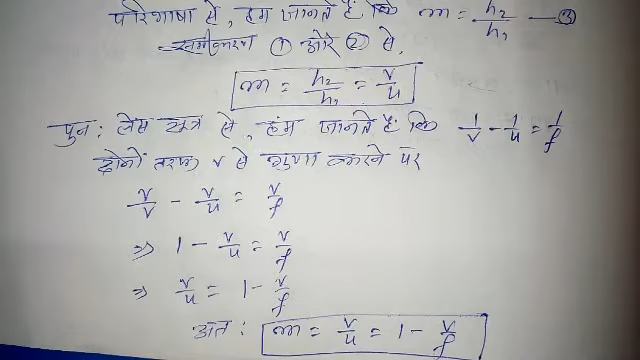 परिभाषा से, हम जानते हैं कि m = h₂/h₁ — ③
समीकरण ① और ② से,
m = h₂/h₁ = v/u
पुन: लेंस सूत्र से, हम जानते हैं कि 1/v - 1/u = 1/f
दोनों तरफ v से गुणा करने पर
v/v - v/u = v/f
⇒ 1 - v/u = v/f
⇒ v/u = 1 - v/f
अत: m = v/u = 1 - v/f